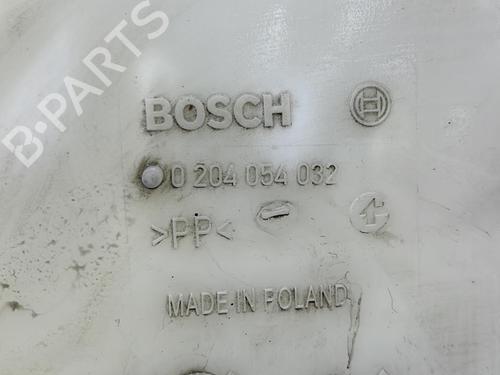 B-PARTS
BOSCH
0 204 054 032
>PP<
MADE IN POLAND